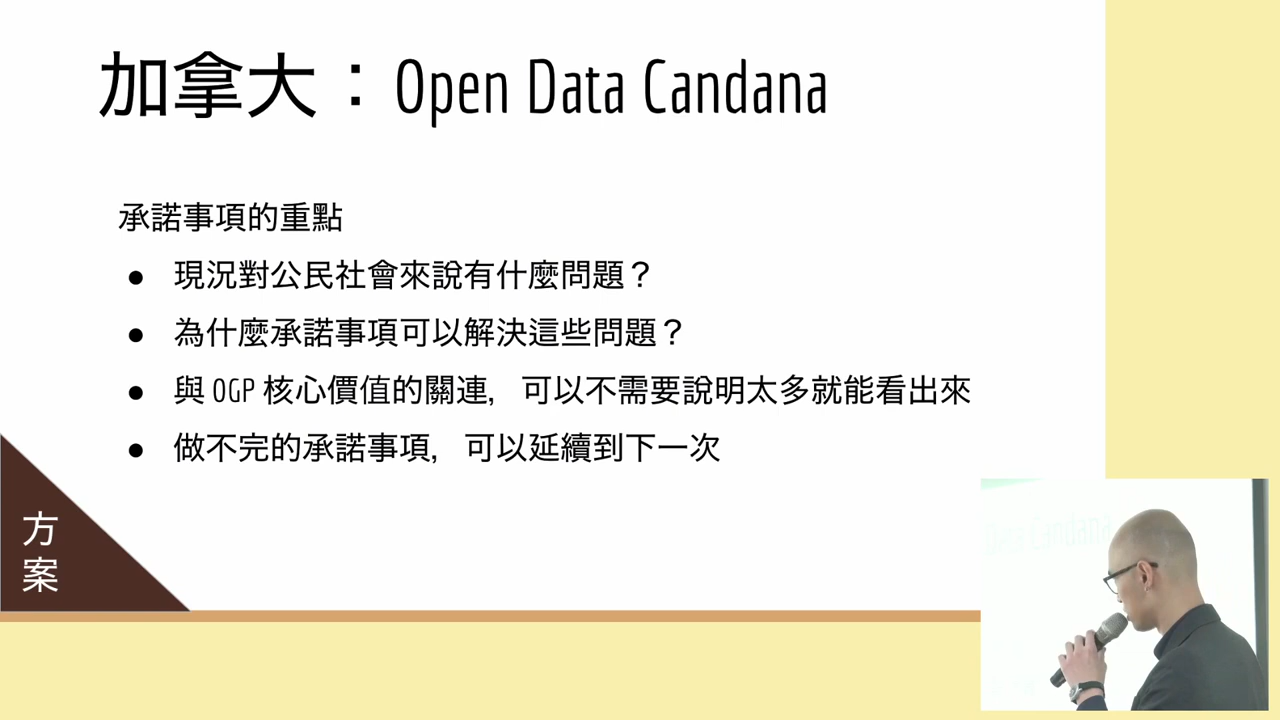 加拿大：Open Data Candana
承諾事項的重點
● 現況對公民社會來說有什麼問題？
● 為什麼承諾事項可以解決這些問題？
● 與 OGP 核心價值的關連，可以不需要說明太多就能看出來
● 做不完的承諾事項，可以延續到下一次
方
案
Data Candana